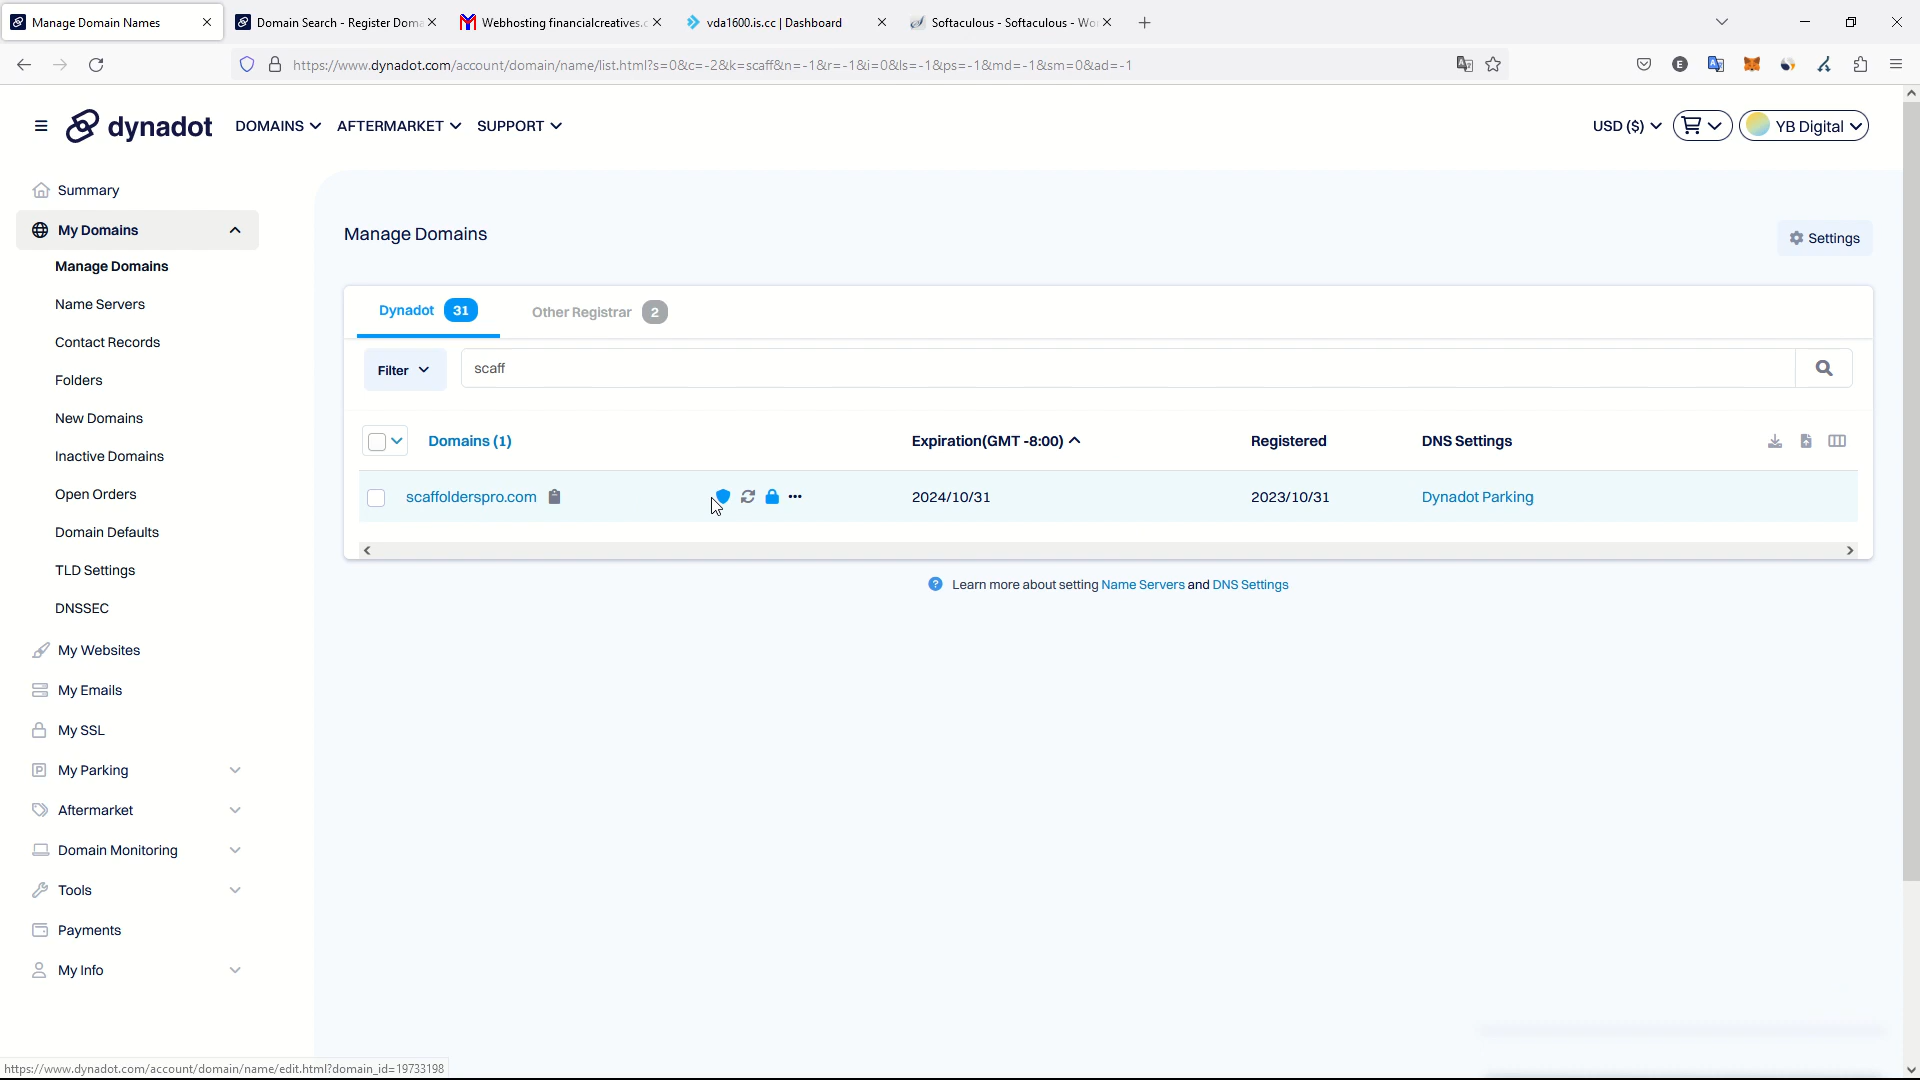 Manage Domain Names
Domain Search - Register Doma
Webhosting financialcreatives.c
vda1600.is.cc | Dashboard
Softaculous - Softaculous - Wo
https://www.dynadot.com/account/domain/name/list.html?s=0&c=-2&k=scaff&n=-1&r=-1&i=0&ls=-1&ps=-1&md=-1&sm=0&ad=-1
dynadot
DOMAINS
AFTERMARKET
SUPPORT
USD ($)
YB Digital
Summary
My Domains
Manage Domains
Name Servers
Contact Records
Folders
New Domains
Inactive Domains
Open Orders
Domain Defaults
TLD Settings
DNSSEC
My Websites
My Emails
My SSL
My Parking
Aftermarket
Domain Monitoring
Tools
Payments
My Info
Manage Domains
Settings
Dynadot 31
Other Registrar 2
Filter
scaff
Domains (1)
Expiration(GMT -8:00)
Registered
DNS Settings
scaffolderspro.com
2024/10/31
2023/10/31
Dynadot Parking
Learn more about setting Name Servers and DNS Settings
https://www.dynadot.com/account/domain/name/edit.html?domain_id=19733198